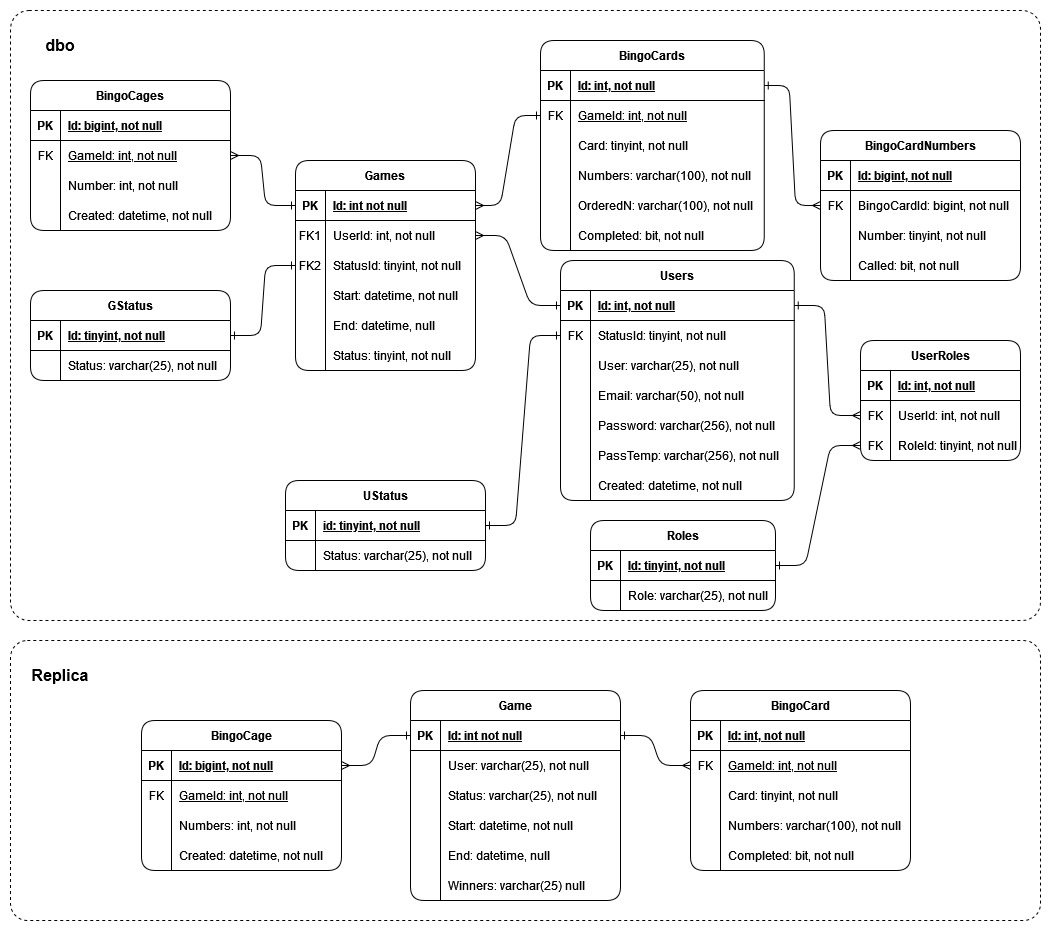 dbo
BingoCages
PK Id: bigint, not null
FK GameId: int, not null
Number: int, not null
Created: datetime, not null
GStatus
PK Id: tinyint, not null
Status: varchar(25), not null
Games
PK Id: int not null
FK1 UserId: int, not null
FK2 StatusId: tinyint, not null
Start: datetime, not null
End: datetime, null
Status: tinyint, not null
UStatus
PK id: tinyint, not null
Status: varchar(25), not null
BingoCards
PK Id: int, not null
FK GameId: int, not null
Card: tinyint, not null
Numbers: varchar(100), not null
OrderedN: varchar(100), not null
Completed: bit, not null
Users
PK Id: int, not null
FK StatusId: tinyint, not null
User: varchar(25), not null
Email: varchar(50), not null
Password: varchar(256), not null
PassTemp: varchar(256), not null
Created: datetime, not null
Roles
PK Id: tinyint, not null
Role: varchar(25), not null
BingoCardNumbers
PK Id: bigint, not null
FK BingoCardId: bigint, not null
Number: tinyint, not null
Called: bit, not null
UserRoles
PK Id: int, not null
FK UserId: int, not null
FK RoleId: tinyint, not null
Replica
BingoCage
PK Id: bigint, not null
FK GameId: int, not null
Numbers: int, not null
Created: datetime, not null
Game
PK Id: int not null
User: varchar(25), not null
Status: varchar(25), not null
Start: datetime, not null
End: datetime, null
Winners: varchar(25) null
BingoCard
PK Id: int, not null
FK GameId: int, not null
Card: tinyint, not null
Numbers: varchar(100), not null
Completed: bit, not null